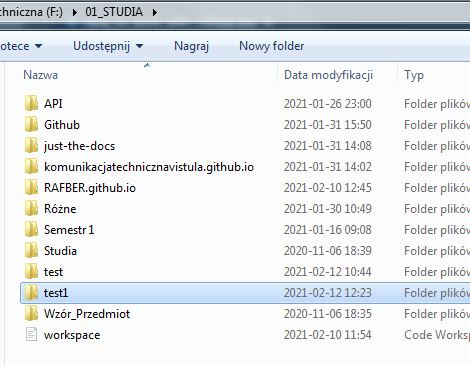 chniczna (F:) ▸ 01_STUDIA ▸
otece Udostępnij Nagraj Nowy folder
Nazwa Data modyfikacji Typ
API 2021-01-26 23:00 Folder plików
Github 2021-01-31 15:50 Folder plików
just-the-docs 2021-01-31 14:08 Folder plików
komunikacjatechnicznavistula.github.io 2021-01-31 14:02 Folder plików
RAFBER.github.io 2021-02-10 12:45 Folder plików
Różne 2021-01-30 10:49 Folder plików
Semestr 1 2021-01-16 09:08 Folder plików
Studia 2020-11-06 18:39 Folder plików
test 2021-02-12 10:44 Folder plików
test1 2021-02-12 12:23 Folder plików
Wzór_Przedmiot 2020-11-06 18:35 Folder plików
workspace 2021-02-10 11:54 Code Worksp